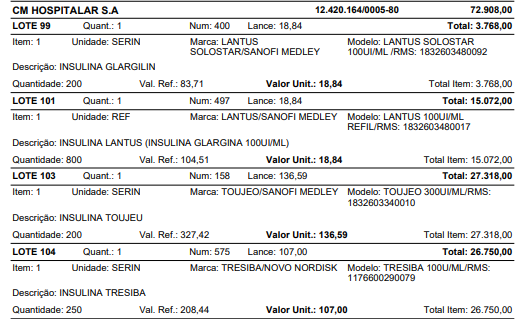 CM HOSPITALAR S.A 12.420.164/0005-80 72.908,00
LOTE 99 Quant.: 1 Num: 400 Lance: 18,84 Total: 3.768,00
Item: 1 Unidade: SERIN Marca: LANTUS SOLOSTAR/SANOFI MEDLEY Modelo: LANTUS SOLOSTAR 100UI/ML /RMS: 1832603480092
Descrição: INSULINA GLARGILIN
Quantidade: 200 Val. Ref.: 83,71 Valor Unit.: 18,84 Total Item: 3.768,00
LOTE 101 Quant.: 1 Num: 497 Lance: 18,84 Total: 15.072,00
Item: 1 Unidade: REF Marca: LANTUS/SANOFI MEDLEY Modelo: LANTUS 100UI/ML REFIL/RMS: 1832603480017
Descrição: INSULINA LANTUS (INSULINA GLARGINA 100UI/ML)
Quantidade: 800 Val. Ref.: 104,51 Valor Unit.: 18,84 Total Item: 15.072,00
LOTE 103 Quant.: 1 Num: 158 Lance: 136,59 Total: 27.318,00
Item: 1 Unidade: SERIN Marca: TOUJEO/SANOFI MEDLEY Modelo: TOUJEO 300UI/ML/RMS: 1832603340010
Descrição: INSULINA TOUJEU
Quantidade: 200 Val. Ref.: 327,42 Valor Unit.: 136,59 Total Item: 27.318,00
LOTE 104 Quant.: 1 Num: 575 Lance: 107,00 Total: 26.750,00
Item: 1 Unidade: SERIN Marca: TRESIBA/NOVO NORDISK Modelo: TRESIBA 100U/ML/RMS: 1176600290079
Descrição: INSULINA TRESIBA
Quantidade: 250 Val. Ref.: 208,44 Valor Unit.: 107,00 Total Item: 26.750,00